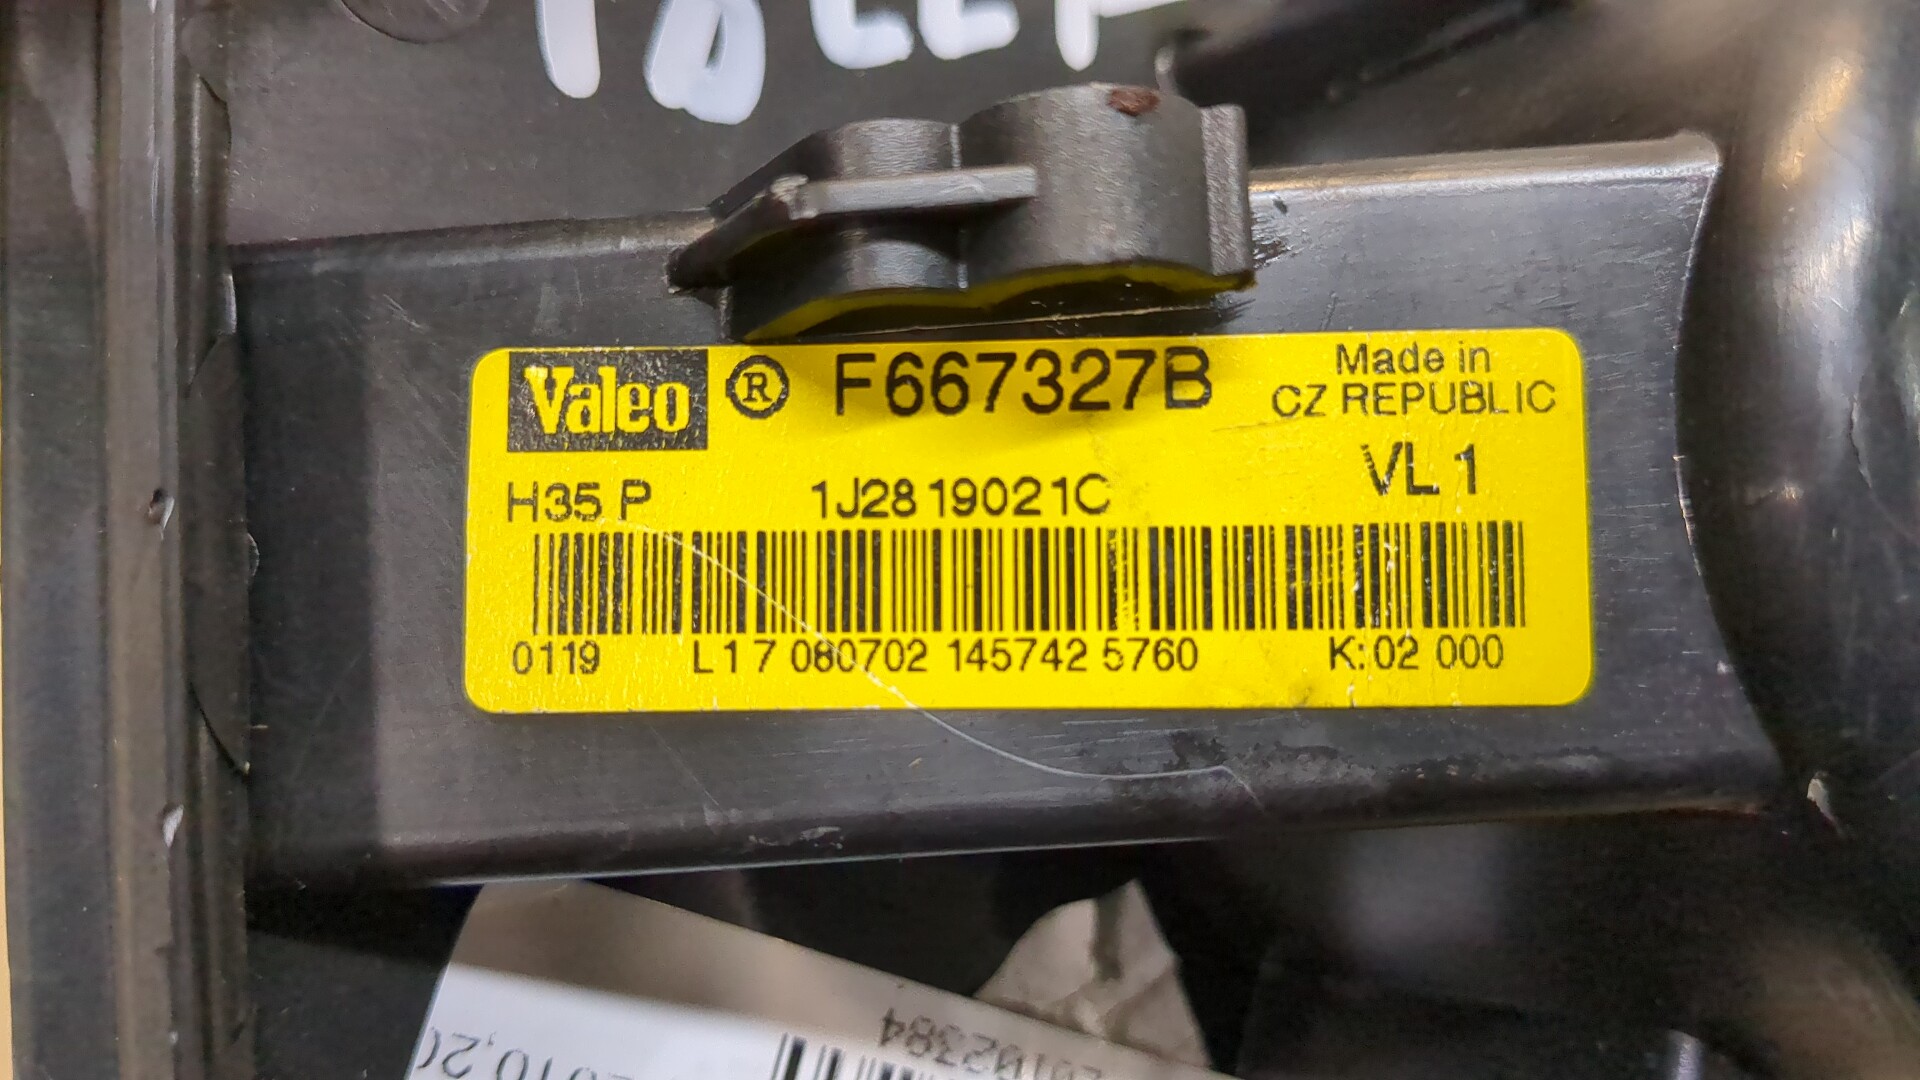 Valeo ® F667327B
Made in
CZ REPUBLIC
VL 1
H35 P 1J2819021C
0119 L17 080702 145742 5760 K: 02 000